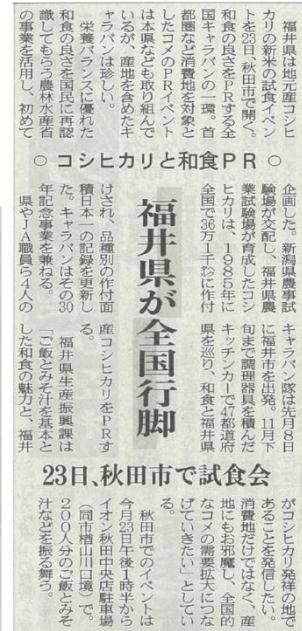 ○ コシヒカリと和食PR ○
福井県が全国行脚
23日、秋田市で試食会
福井県は地元産コシヒ
カリの新米の試食イベン
トを23日、秋田市で開く。
和食の良さをPRする全
国キャラバンの一環。首
都圏など消費地を対象と
したコメのPRイベント
は本県なども取り組んで
いるが、産地を含めたキ
ャラバンは珍しい。
栄養バランスに優れた
和食の良さを国民に再認
識してもらう農林水産省
の事業を活用し、初めて
企画した。新潟県農事試
験場が交配し、福井県農
業試験場が育成したコシ
ヒカリは、1985年に
全国で36万1千㌶に作付
けされ、品種別の作付面
積日本一の記録を更新し
た。キャラバンはその30
年記念事業を兼ねる。
県やJA職員ら4人の
キャラバン隊は先月8日
に福井市を出発。11月下
旬まで調理器具を積んだ
キッチンカーで47都道府
県を巡り、和食と福井県
産コシヒカリをPRす
る。
福井県生産振興課は
「ご飯とみそ汁を基本と
した和食の魅力と、福井
がコシヒカリ発祥の地で
あることを発信したい。
消費地だけではなく、産
地にもお邪魔し、全国的
なコメの需要拡大につな
げていきたい」としてい
る。
秋田市でのイベントは
今月23日午後1時半から
イオン秋田中央店駐車場
(同市楢山川口境)で。
200人分のご飯とみそ
汁などを振る舞う。